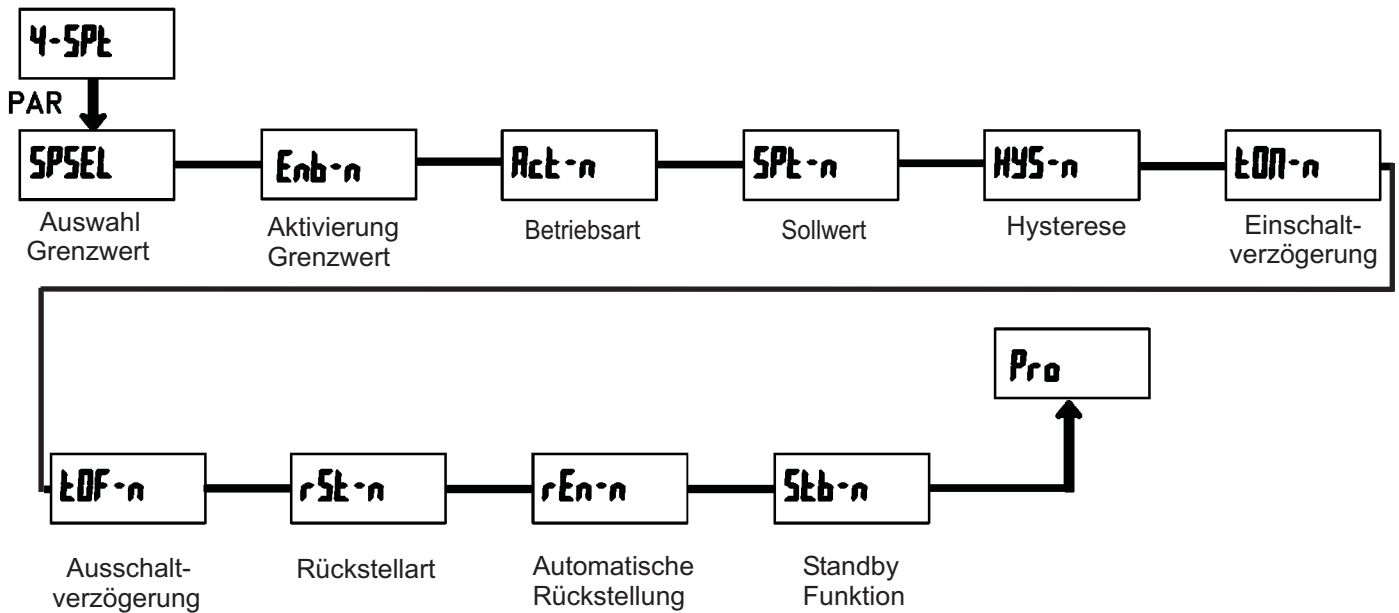 4-SPt
PAR
SPSEL
Enb-n
Act-n
SPt-n
HYS-n
tON-n
Auswahl
Grenzwert
Aktivierung
Grenzwert
Betriebsart
Sollwert
Hysterese
Einschalt-
verzögerung
Pro
tOF-n
rSt-n
rEn-n
Stb-n
Ausschalt-
verzögerung
Rückstellart
Automatische
Rückstellung
Standby
Funktion